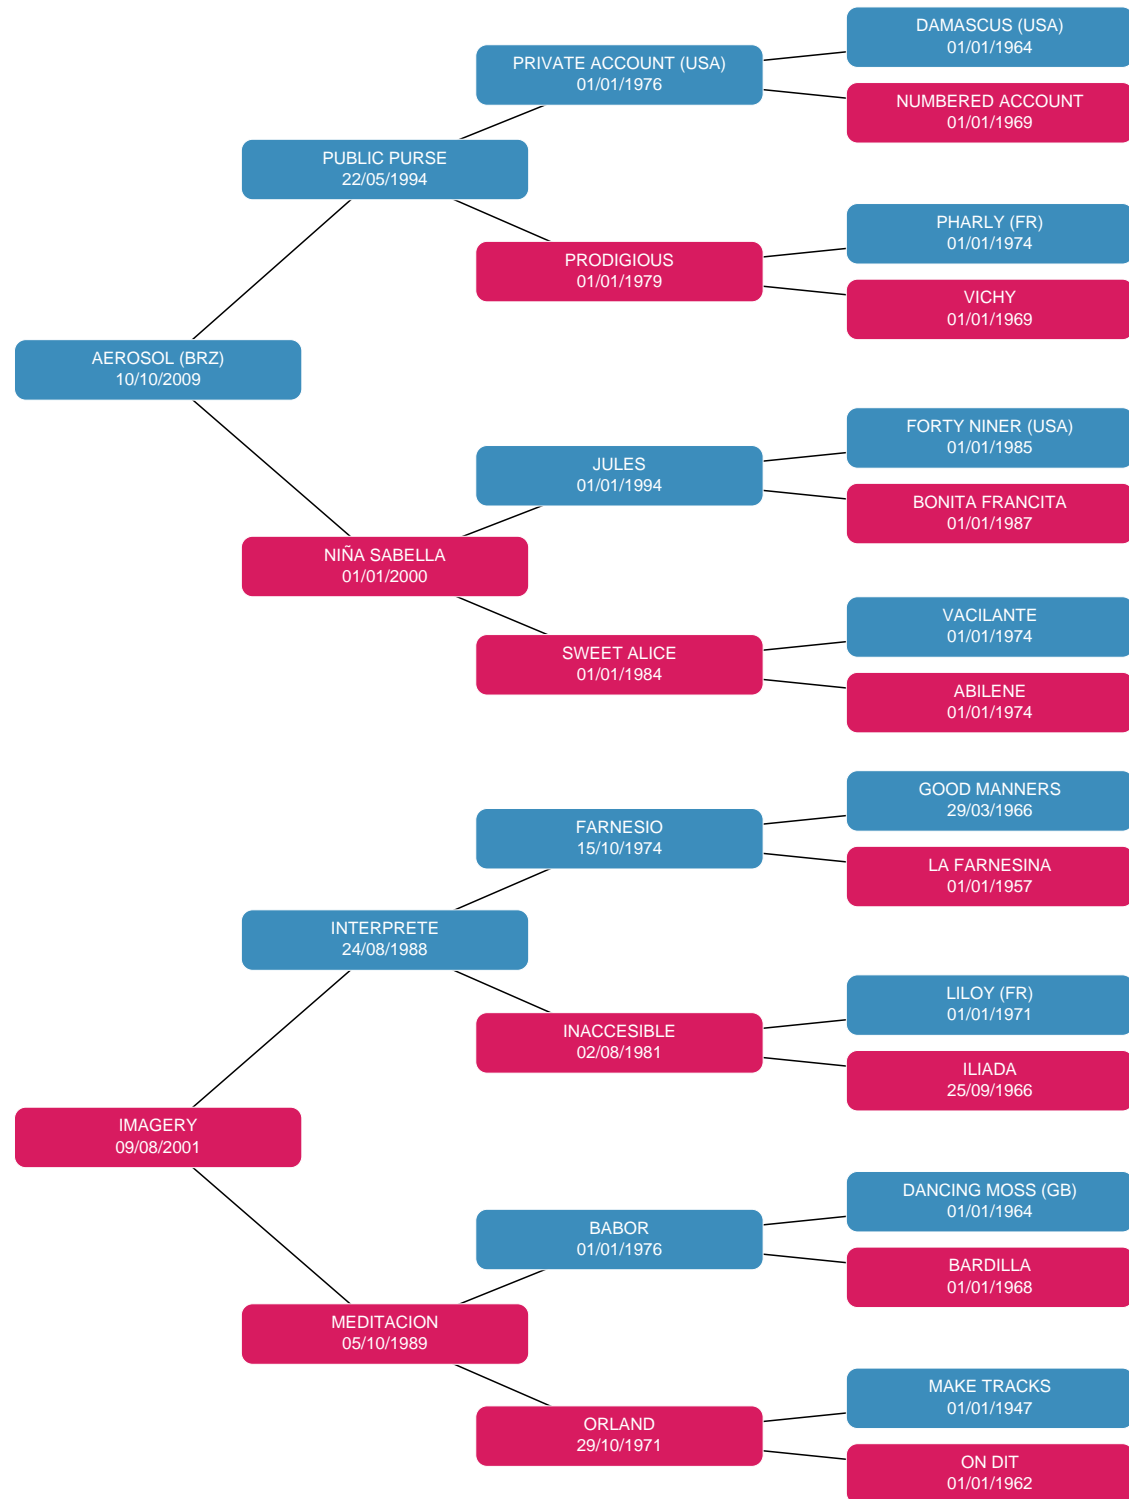 DAMASCUS (USA)
01/01/1964
PRIVATE ACCOUNT (USA)
01/01/1976
NUMBERED ACCOUNT
01/01/1969
PUBLIC PURSE
22/05/1994
PHARLY (FR)
01/01/1974
PRODIGIOUS
01/01/1979
VICHY
01/01/1969
AEROSOL (BRZ)
10/10/2009
FORTY NINER (USA)
01/01/1985
JULES
01/01/1994
BONITA FRANCITA
01/01/1987
NIÑA SABELLA
01/01/2000
VACILANTE
01/01/1974
SWEET ALICE
01/01/1984
ABILENE
01/01/1974
GOOD MANNERS
29/03/1966
FARNESIO
15/10/1974
LA FARNESINA
01/01/1957
INTERPRETE
24/08/1988
LILOY (FR)
01/01/1971
INACCESIBLE
02/08/1981
ILIADA
25/09/1966
IMAGERY
09/08/2001
DANCING MOSS (GB)
01/01/1964
BABOR
01/01/1976
BARDILLA
01/01/1968
MEDITACION
05/10/1989
MAKE TRACKS
01/01/1947
ORLAND
29/10/1971
ON DIT
01/01/1962